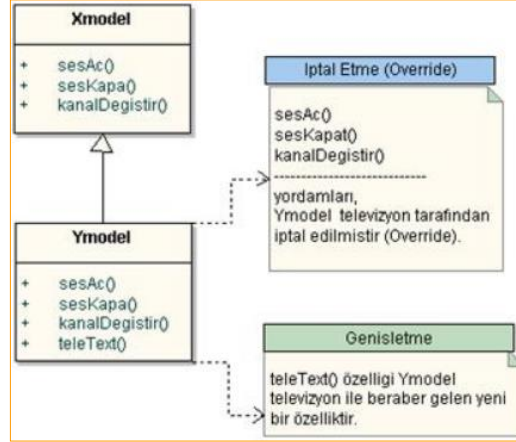 Xmodel
+ sesAc()
+ sesKapa()
+ kanalDegistir()
Ymodel
+ sesAc()
+ sesKapa()
+ kanalDegistir()
+ teleText()
Iptal Etme (Override)
sesAc()
sesKapat()
kanalDegistir()
----------------------------
yordamları,
Ymodel televizyon tarafından
iptal edilmistir (Override).
Genisletme
teleText() özelligi Ymodel
televizyon ile beraber gelen yeni
bir özelliktir.